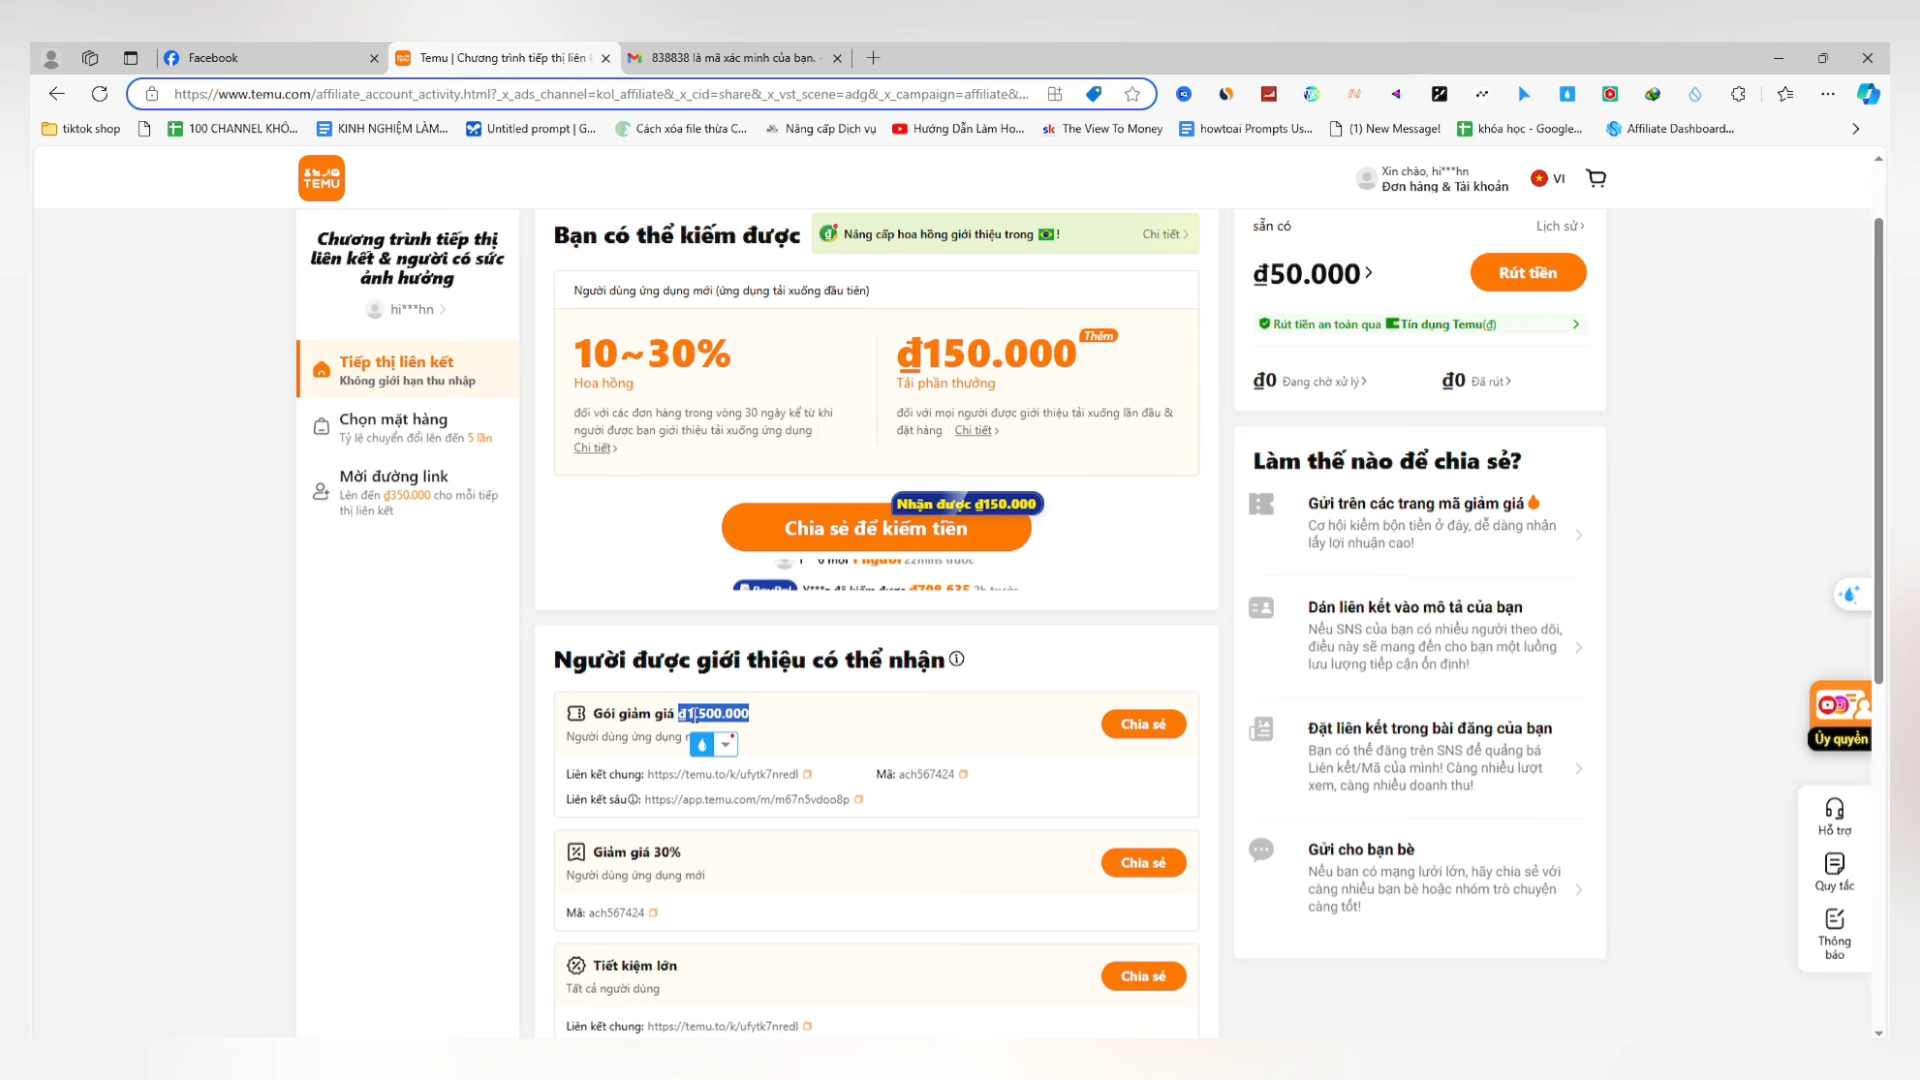 Facebook
Temu | Chương trình tiếp thị liên k
838838 là mã xác minh của bạn. -
https://www.temu.com/affiliate_account_activity.html?_x_ads_channel=kol_affiliate&_x_cid=share&_x_vst_scene=adg&_x_campaign=affiliate&...
tiktok shop
100 CHANNEL KHÔ...
KINH NGHIỆM LÀM...
Untitled prompt | G...
Cách xóa file thừa C...
Nâng cấp Dịch vụ
Hướng Dẫn Làm Ho...
sk The View To Money
howtoai Prompts Us...
(1) New Message!
khóa học - Google...
Affiliate Dashboard...
TEMU
Xin chào, hi***hn
Đơn hàng & Tài khoản
VI
Chương trình tiếp thị
liên kết & người có sức
ảnh hưởng
hi***hn
Tiếp thị liên kết
Không giới hạn thu nhập
Chọn mặt hàng
Tỷ lệ chuyển đổi lên đến 5 lần
Mời đường link
Lên đến ₫350.000 cho mỗi tiếp
thị liên kết
Bạn có thể kiếm được
Nâng cấp hoa hồng giới thiệu trong 🇧🇷 !
Chi tiết
Người dùng ứng dụng mới (ứng dụng tải xuống đầu tiên)
10~30%
Hoa hồng
đối với các đơn hàng trong vòng 30 ngày kể từ khi
người được bạn giới thiệu tải xuống ứng dụng
Chi tiết
₫150.000
Thêm
Tải phần thưởng
đối với mọi người được giới thiệu tải xuống lần đầu &
đặt hàng Chi tiết
Nhận được ₫150.000
Chia sẻ để kiếm tiền
PayPal Y***n đã kiếm được ₫708.635 2h trước
Người được giới thiệu có thể nhận
Gói giảm giá ₫1.500.000
Người dùng ứng dụng
Chia sẻ
Liên kết chung: https://temu.to/k/ufytk7nredl
Mã: ach567424
Liên kết sâu: https://app.temu.com/m/m67n5vdoo8p
Giảm giá 30%
Người dùng ứng dụng mới
Chia sẻ
Mã: ach567424
Tiết kiệm lớn
Tất cả người dùng
Chia sẻ
Liên kết chung: https://temu.to/k/ufytk7nredl
sẵn có
Lịch sử
₫50.000
Rút tiền
Rút tiền an toàn qua Tín dụng Temu(₫)
₫0 Đang chờ xử lý
₫0 Đã rút
Làm thế nào để chia sẻ?
Gửi trên các trang mã giảm giá
Cơ hội kiếm bộn tiền ở đây, dễ dàng nhận
lấy lợi nhuận cao!
Dán liên kết vào mô tả của bạn
Nếu SNS của bạn có nhiều người theo dõi,
điều này sẽ mang đến cho bạn một luồng
lưu lượng tiếp cận ổn định!
Đặt liên kết trong bài đăng của bạn
Bạn có thể đăng trên SNS để quảng bá
Liên kết/Mã của mình! Càng nhiều lượt
xem, càng nhiều doanh thu!
Gửi cho bạn bè
Nếu bạn có mạng lưới lớn, hãy chia sẻ với
càng nhiều bạn bè hoặc nhóm trò chuyện
càng tốt!
Ủy quyền
Hỗ trợ
Quy tắc
Thông
báo